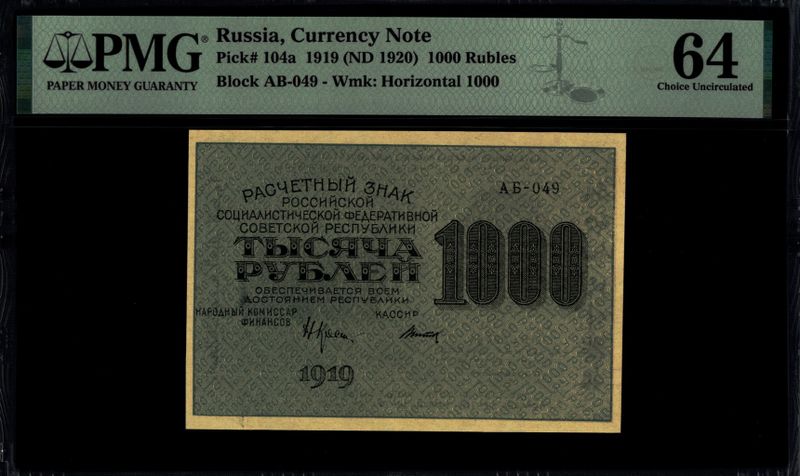 PMG®
PAPER MONEY GUARANTY
Russia, Currency Note
Pick# 104a 1919 (ND 1920) 1000 Rubles
Block AB-049 - Wmk: Horizontal 1000
64
Choice Uncirculated
РАСЧЕТНЫЙ ЗНАК
РОССИЙСКОЙ
СОЦИАЛИСТИЧЕСКОЙ ФЕДЕРАТИВНОЙ
СОВЕТСКОЙ РЕСПУБЛИКИ
ТЫСЯЧА
РУБЛЕЙ
ОБЕСПЕЧИВАЕТСЯ ВСЕМ
ДОСТОЯНИЕМ РЕСПУБЛИКИ
НАРОДНЫЙ КОМИССАР
ФИНАНСОВ
КАССИР
1919
АБ-049
1000